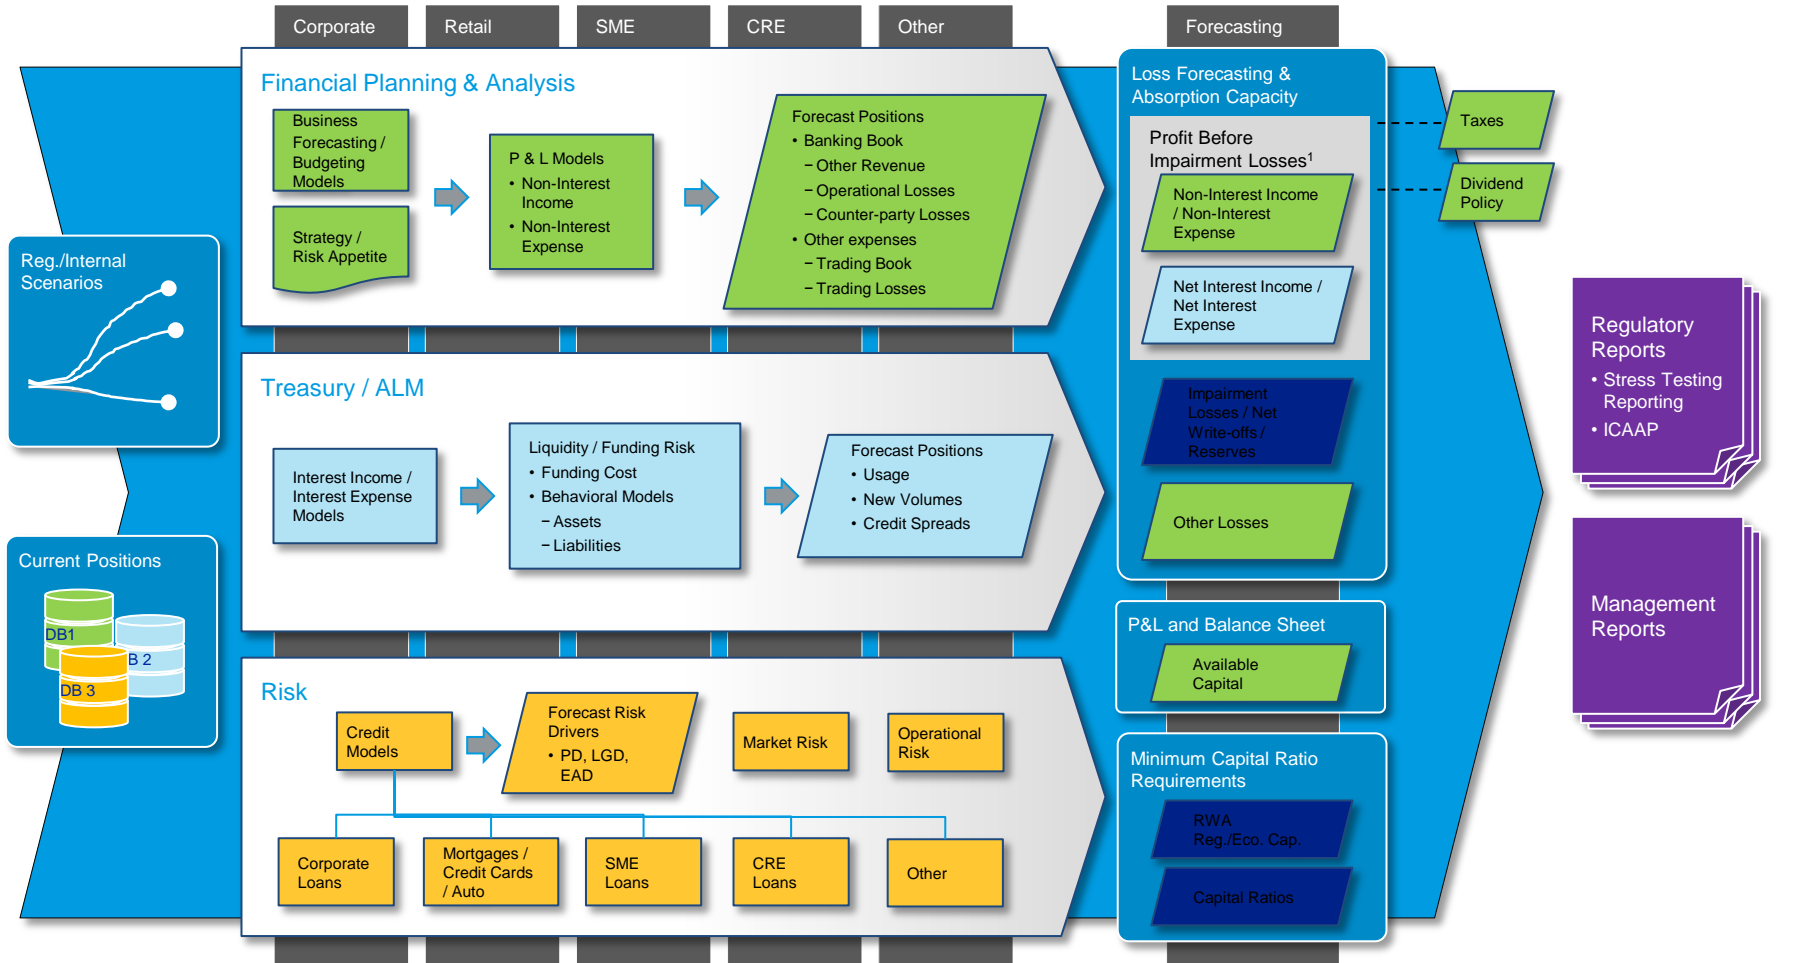 Corporate
Retail
SME
CRE
Other
Forecasting
Financial Planning & Analysis
Business
Forecasting /
Budgeting
Models
Strategy /
Risk Appetite
P & L Models
• Non-Interest
Income
• Non-Interest
Expense
Forecast Positions
• Banking Book
– Other Revenue
– Operational Losses
– Counter-party Losses
• Other expenses
– Trading Book
– Trading Losses
Loss Forecasting &
Absorption Capacity
Profit Before
Impairment Losses¹
Non-Interest Income
/ Non-Interest
Expense
Net Interest Income /
Net Interest
Expense
Impairment
Losses / Net
Write-offs /
Reserves
Other Losses
Taxes
Dividend
Policy
Reg./Internal
Scenarios
Current Positions
DB1
B 2
DB 3
Treasury / ALM
Interest Income /
Interest Expense
Models
Liquidity / Funding Risk
• Funding Cost
• Behavioral Models
– Assets
– Liabilities
Forecast Positions
• Usage
• New Volumes
• Credit Spreads
Risk
Credit
Models
Forecast Risk
Drivers
• PD, LGD,
EAD
Market Risk
Operational
Risk
Corporate
Loans
Mortgages /
Credit Cards
/ Auto
SME
Loans
CRE
Loans
Other
P&L and Balance Sheet
Available
Capital
Minimum Capital Ratio
Requirements
RWA
Reg./Eco. Cap.
Capital Ratios
Regulatory
Reports
• Stress Testing
Reporting
• ICAAP
Management
Reports